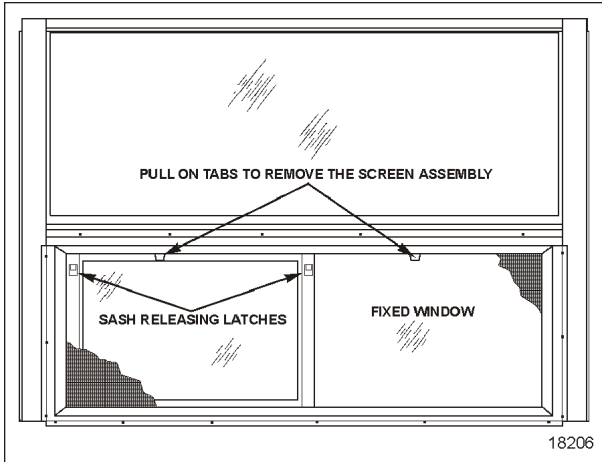 PULL ON TABS TO REMOVE THE SCREEN ASSEMBLY
SASH RELEASING LATCHES
FIXED WINDOW
18206